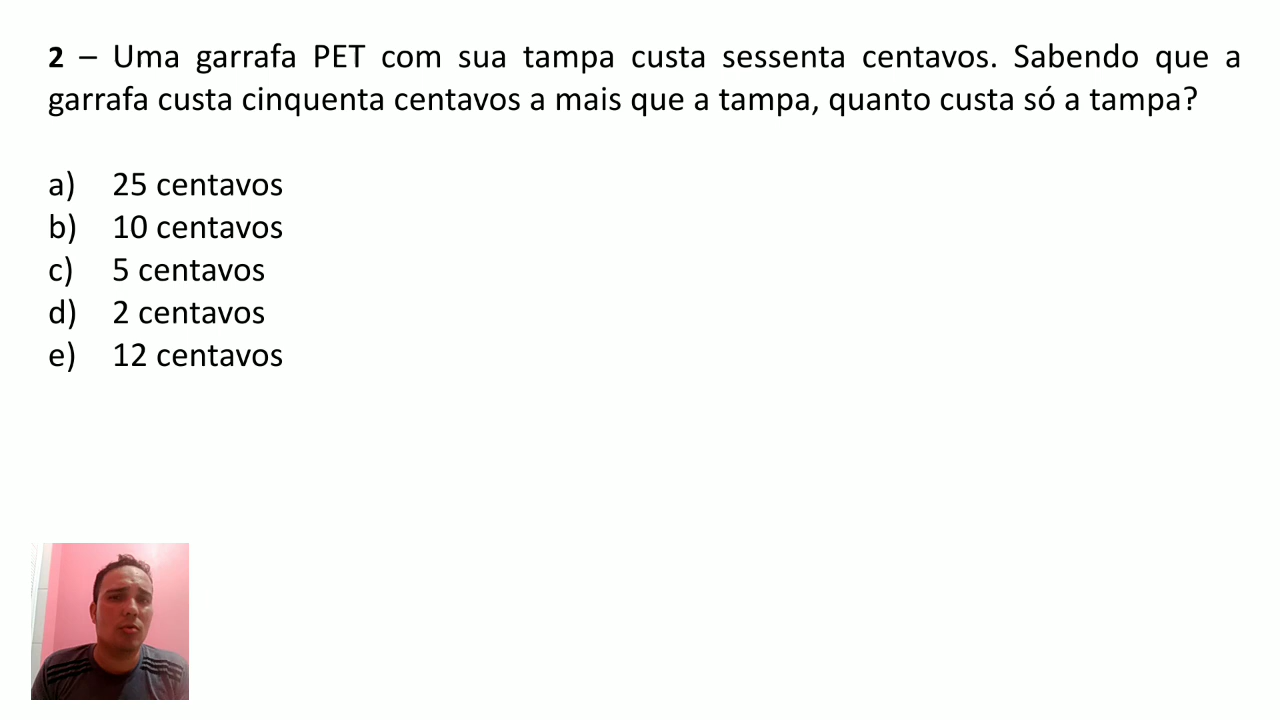 2 – Uma garrafa PET com sua tampa custa sessenta centavos. Sabendo que a
garrafa custa cinquenta centavos a mais que a tampa, quanto custa só a tampa?
a) 25 centavos
b) 10 centavos
c) 5 centavos
d) 2 centavos
e) 12 centavos